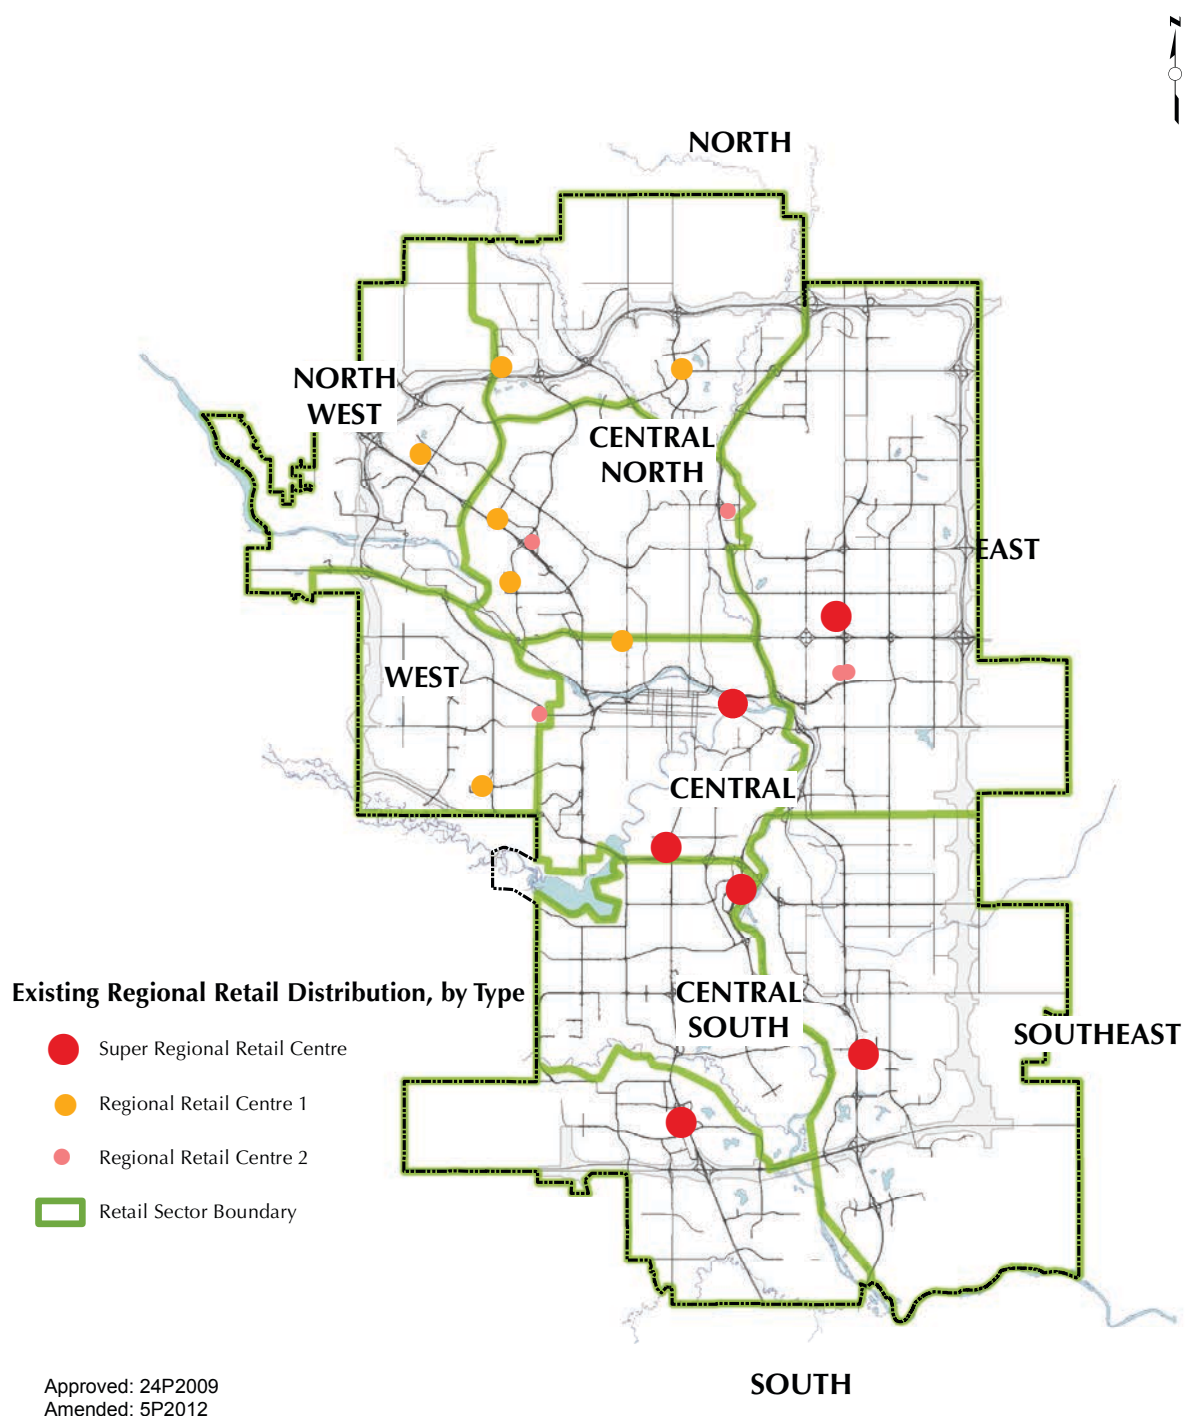 N
NORTH
NORTH
WEST
CENTRAL
NORTH
EAST
WEST
CENTRAL
Existing Regional Retail Distribution, by Type
Super Regional Retail Centre
Regional Retail Centre 1
Regional Retail Centre 2
Retail Sector Boundary
CENTRAL
SOUTH
SOUTHEAST
SOUTH
Approved: 24P2009
Amended: 5P2012